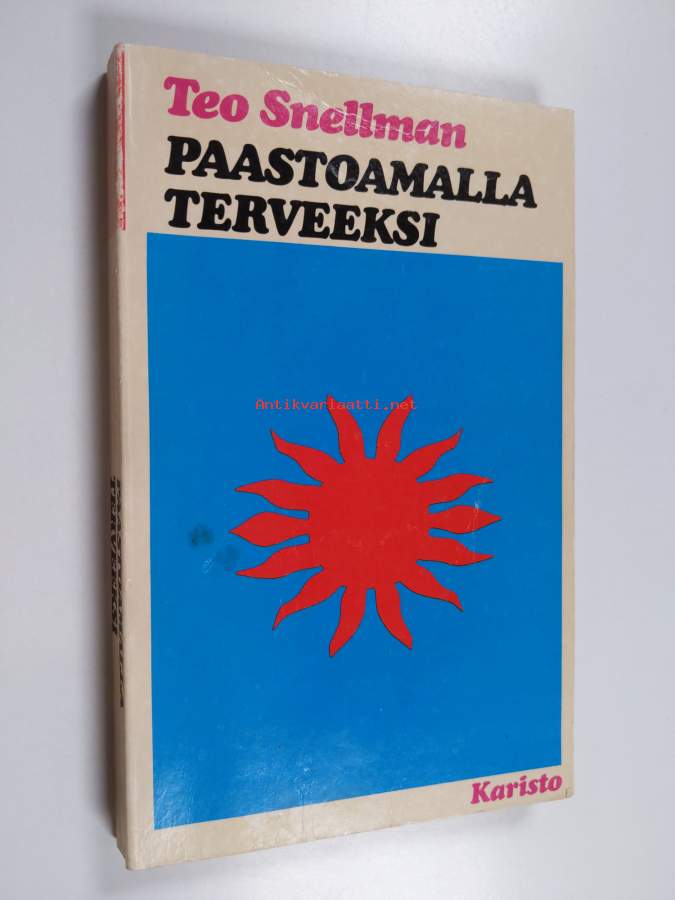 Teo Snellman
PAASTOAMALLA
TERVEEKSI
Antikvariaatti.net
Karisto